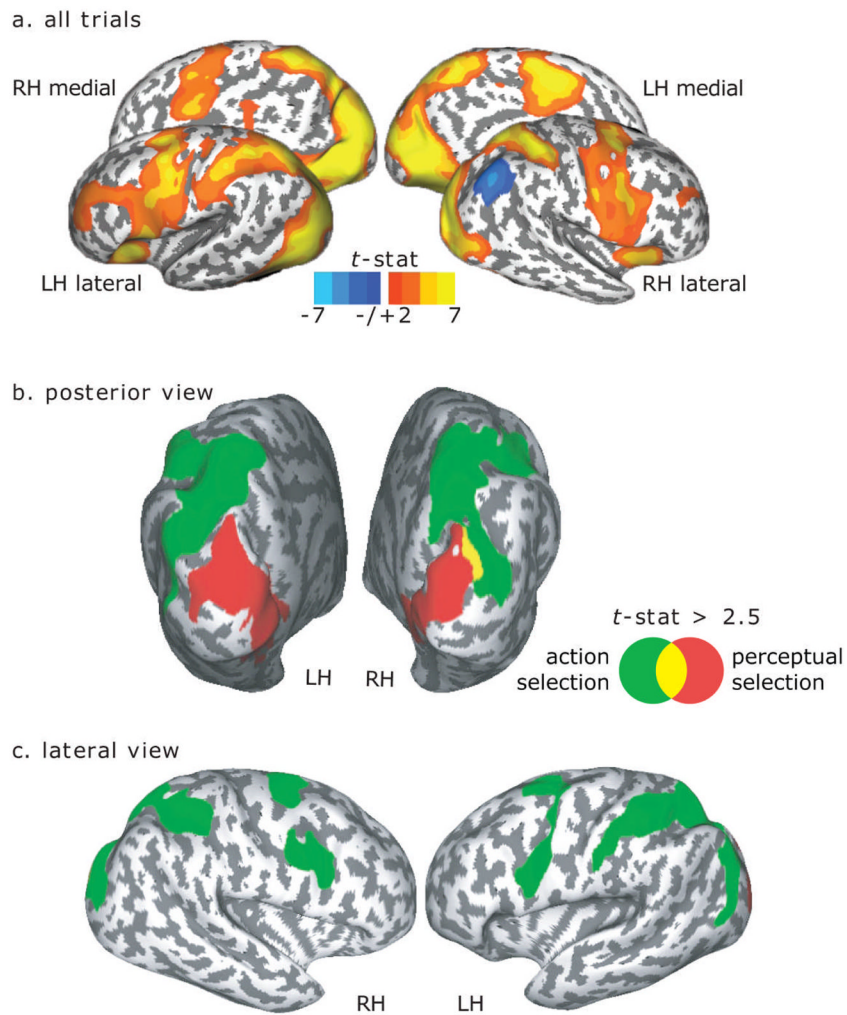 a. all trials
RH medial
LH medial
LH lateral
t-stat
RH lateral
-7 -/+2 7
b. posterior view
LH RH
t-stat > 2.5
action
selection
perceptual
selection
c. lateral view
RH LH